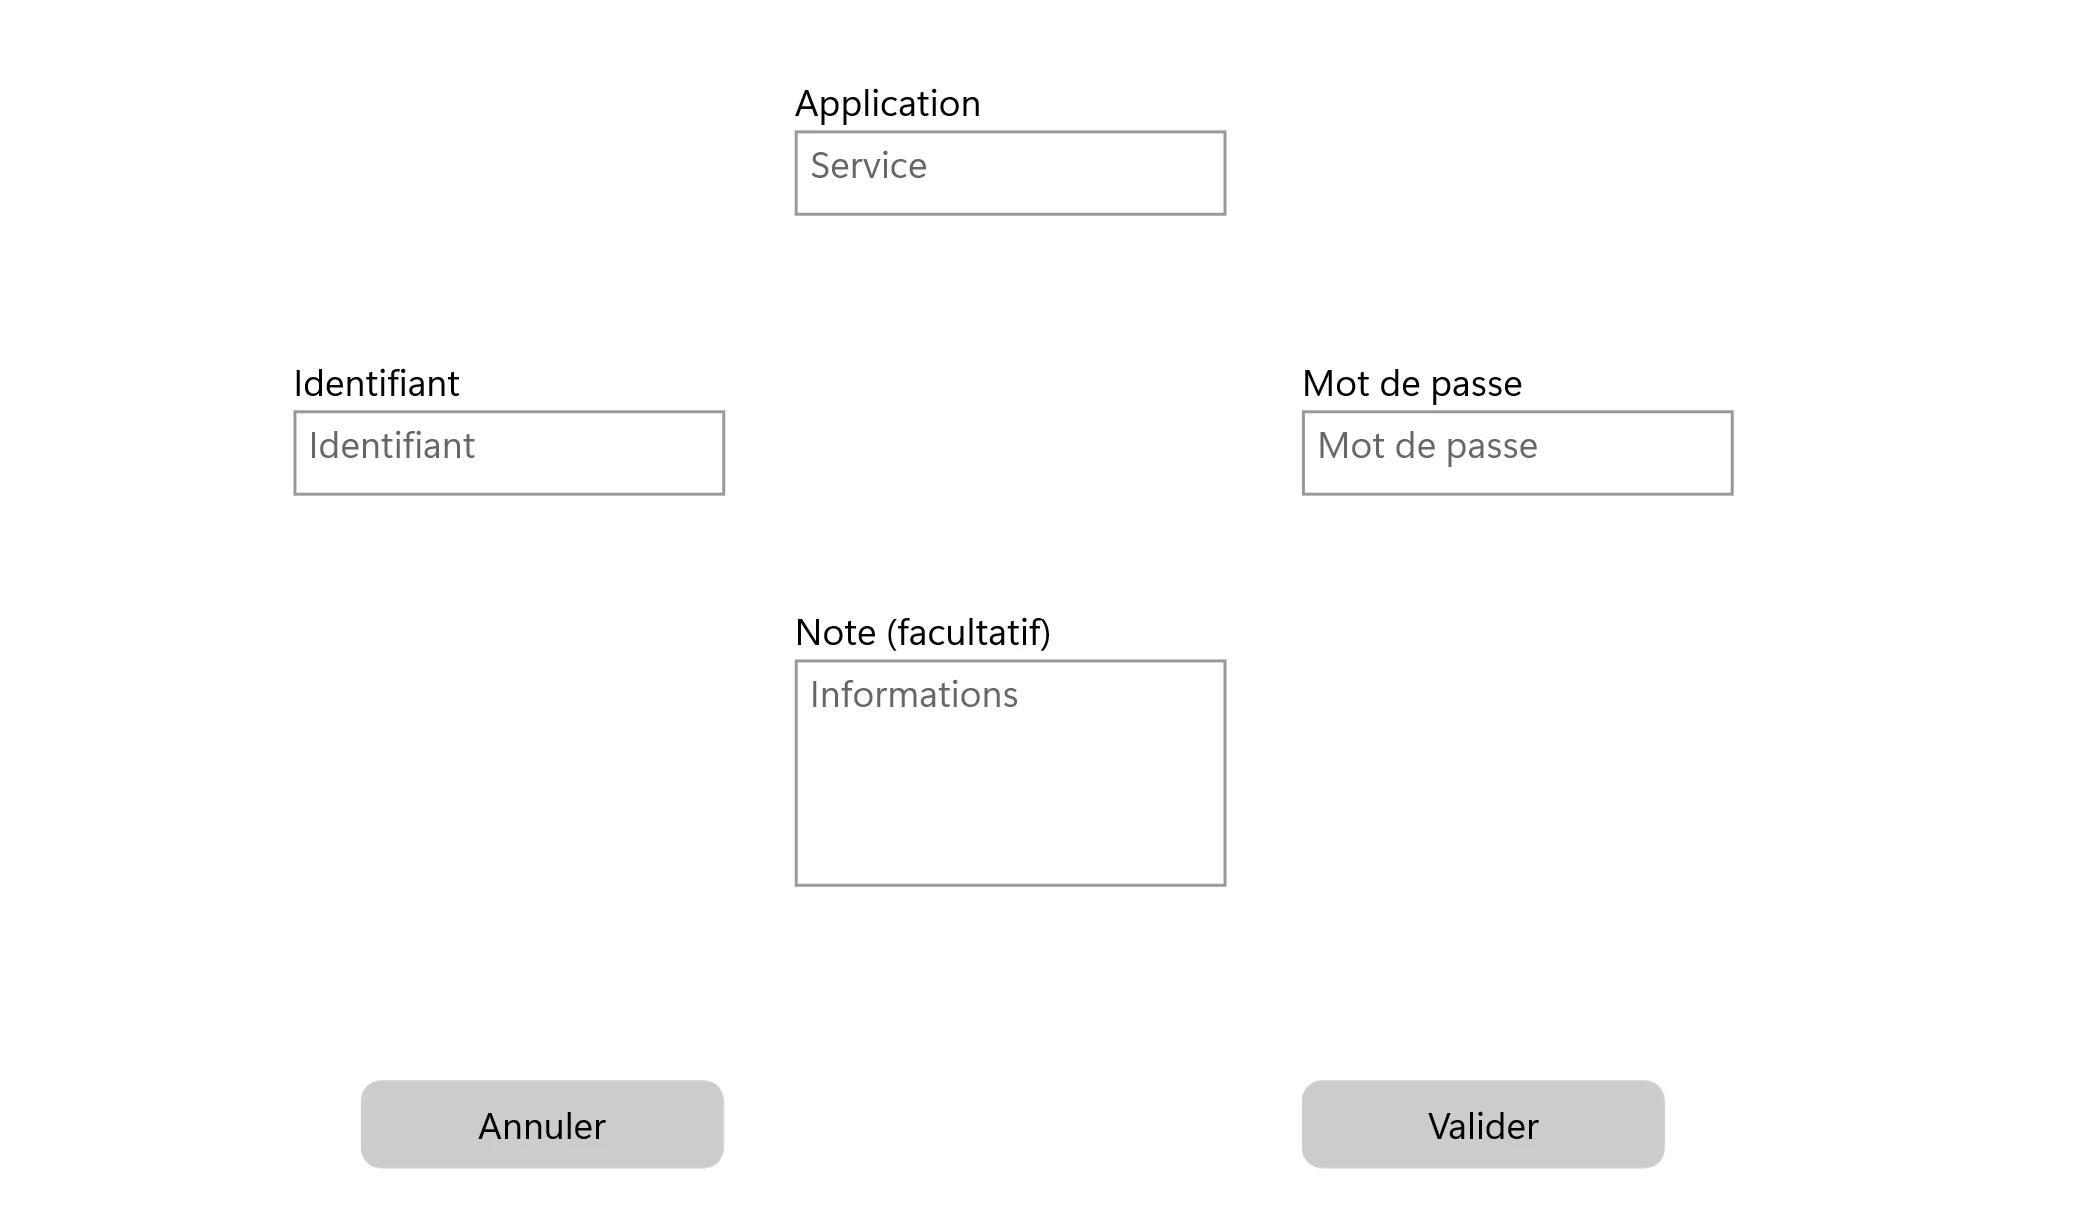 Application
Service
Identifiant
Identifiant
Mot de passe
Mot de passe
Note (facultatif)
Informations
Annuler
Valider